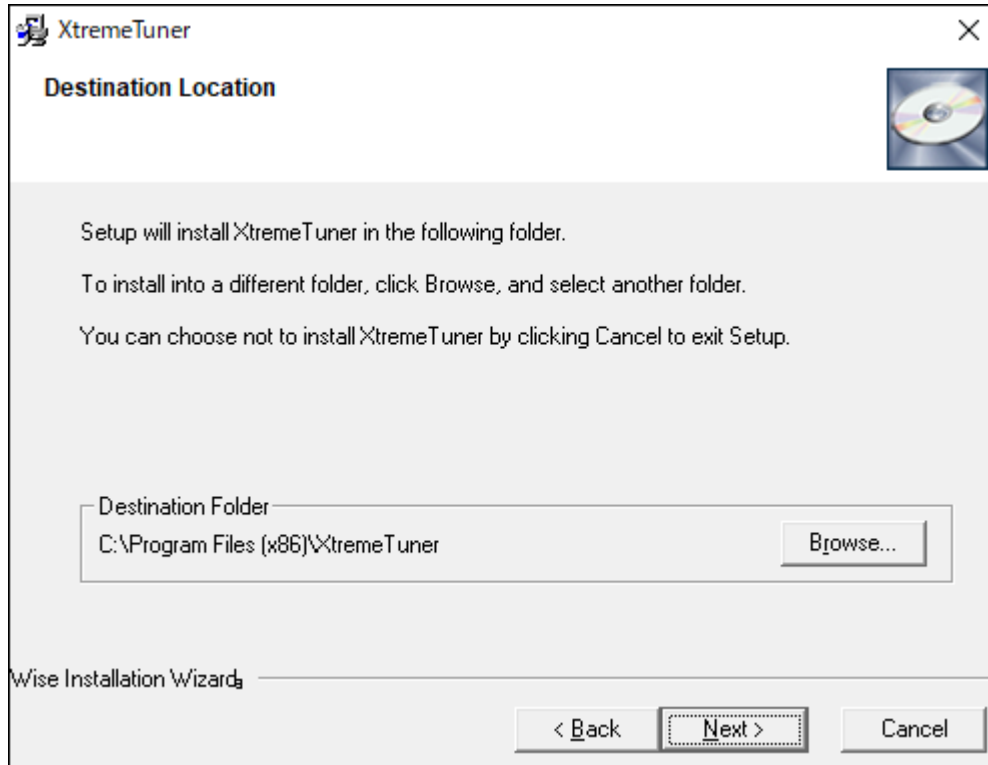 XtremeTuner
Destination Location
Setup will install XtremeTuner in the following folder.
To install into a different folder, click Browse, and select another folder.
You can choose not to install XtremeTuner by clicking Cancel to exit Setup.
Destination Folder
C:\Program Files (x86)\XtremeTuner
Browse...
Wise Installation Wizard
< Back
Next >
Cancel